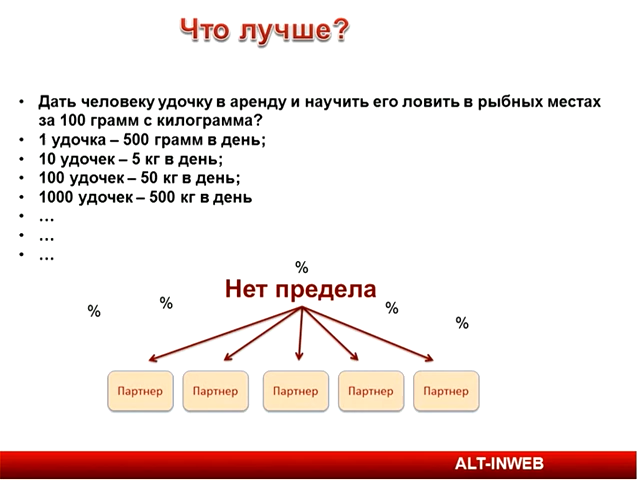 Что лучше?
• Дать человеку удочку в аренду и научить его ловить в рыбных местах
за 100 грамм с килограмма?
• 1 удочка – 500 грамм в день;
• 10 удочек – 5 кг в день;
• 100 удочек – 50 кг в день;
• 1000 удочек – 500 кг в день
• …
• …
• …
%
Нет предела
% % % %
Партнер Партнер Партнер Партнер Партнер
ALT-INWEB